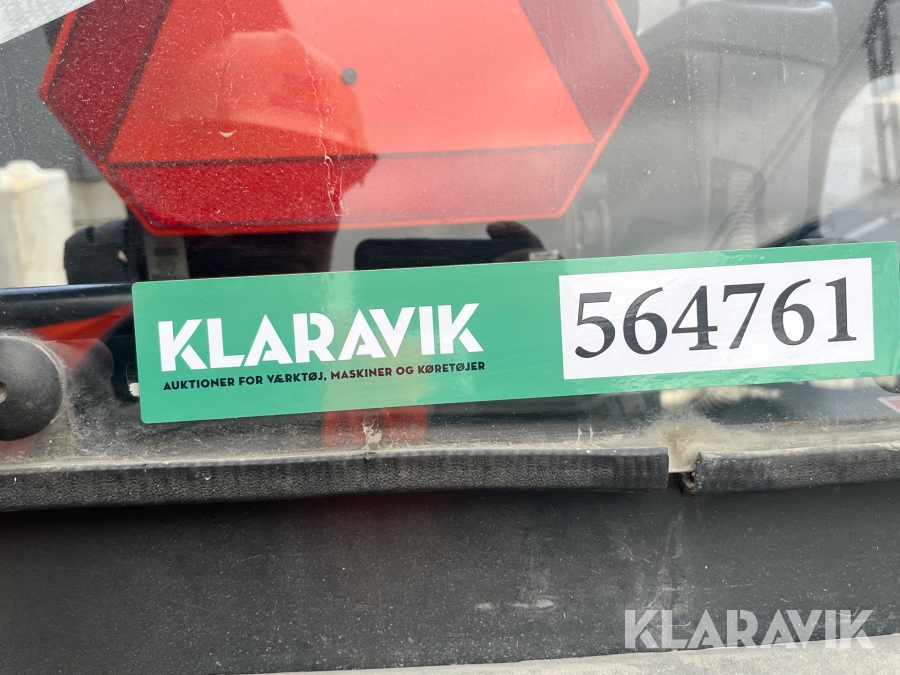 KLARAVIK
AUKTIONER FOR VÆRKTØJ, MASKINER OG KØRETØJER
564761
KLARAVIK